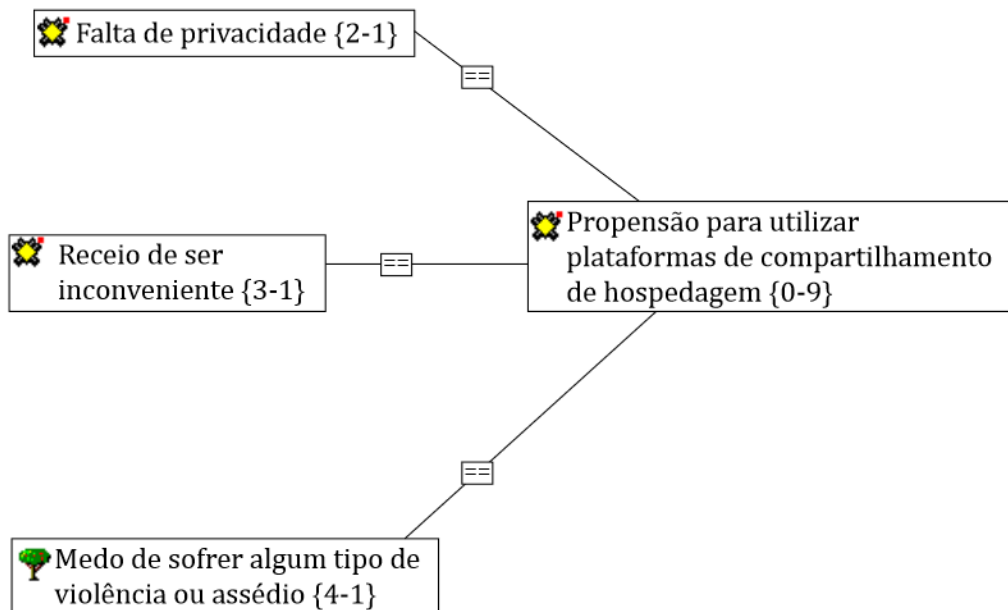 Falta de privacidade {2-1}
==
Propensão para utilizar
plataformas de compartilhamento
de hospedagem {0-9}
Receio de ser
inconveniente {3-1}
==
==
Medo de sofrer algum tipo de
violência ou assédio {4-1}